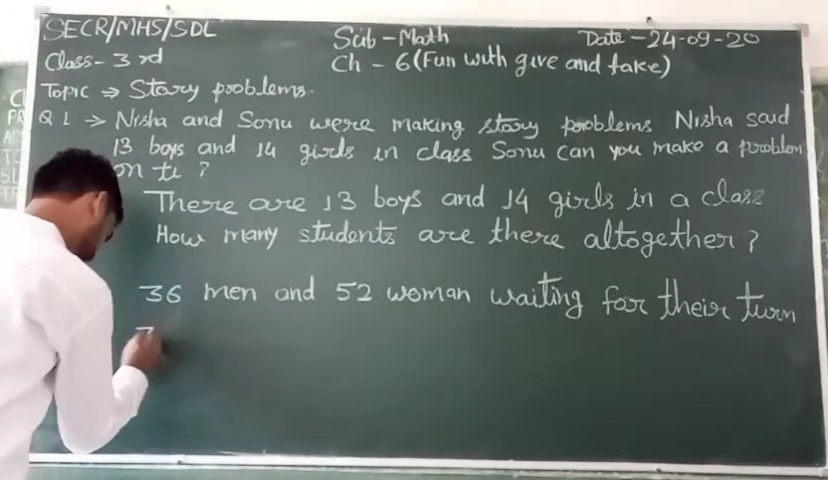 SECR/MHS/SDL
Sub - Math
Date - 24-09-20
Class - 3rd
Ch - 6 (Fun with give and take)
Topic ⇒ Story problems.
Q 1 → Nisha and Sonu were making story problems Nisha said
13 boys and 14 girls in class Sonu can you make a problem
on ti ?
There are 13 boys and 14 girls in a class
How many students are there altogether ?
36 men and 52 woman waiting for their turn